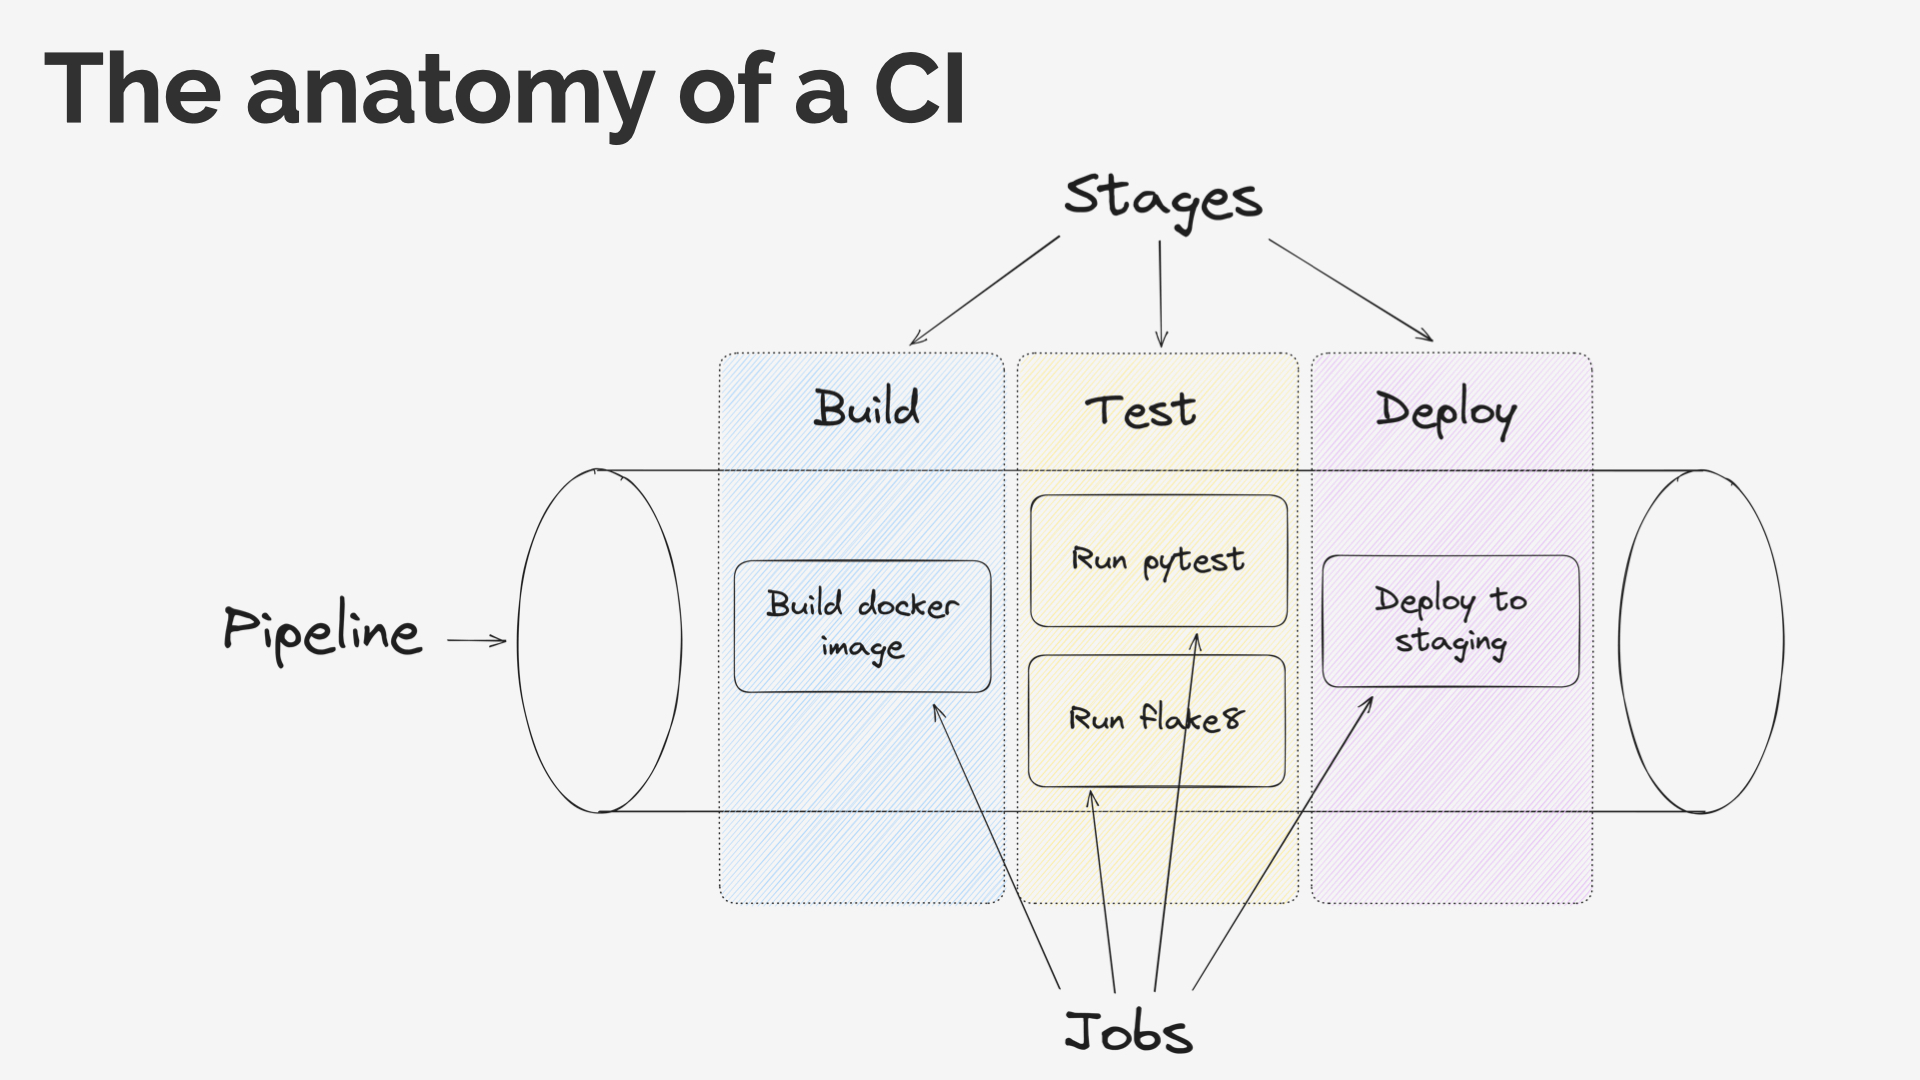 The anatomy of a CI
Stages
Build
Test
Deploy
Pipeline
Build docker
image
Run pytest
Run flake8
Deploy to
staging
Jobs